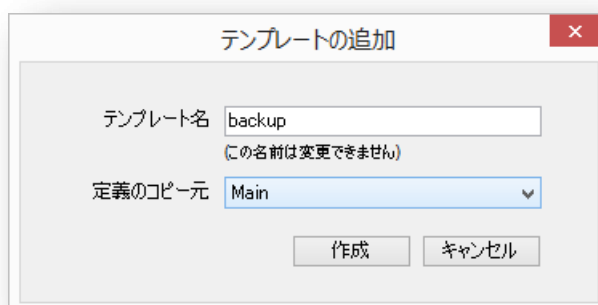 テンプレートの追加
テンプレート名 backup
(この名前は変更できません)
定義のコピー元 Main
作成 キャンセル